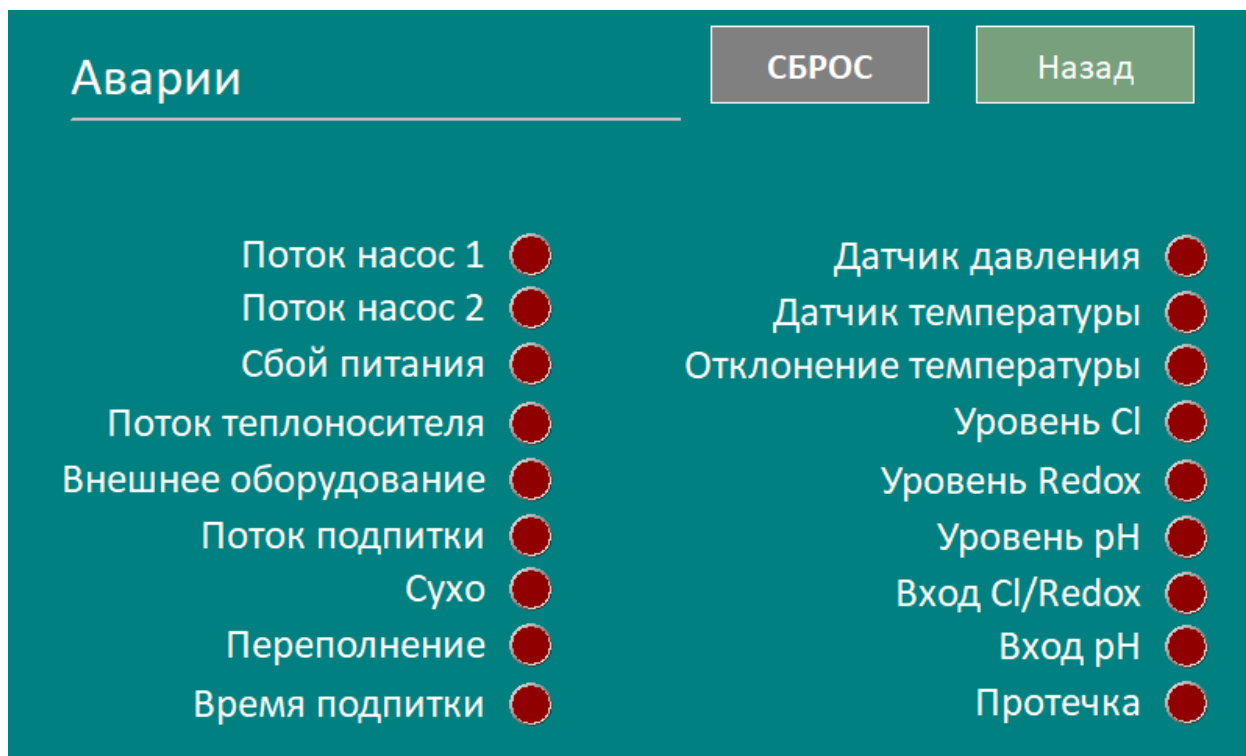 Аварии
СБРОС
Назад
Поток насос 1
Поток насос 2
Сбой питания
Поток теплоносителя
Внешнее оборудование
Поток подпитки
Сухо
Переполнение
Время подпитки
Датчик давления
Датчик температуры
Отклонение температуры
Уровень Cl
Уровень Redox
Уровень pH
Вход Cl/Redox
Вход pH
Протечка